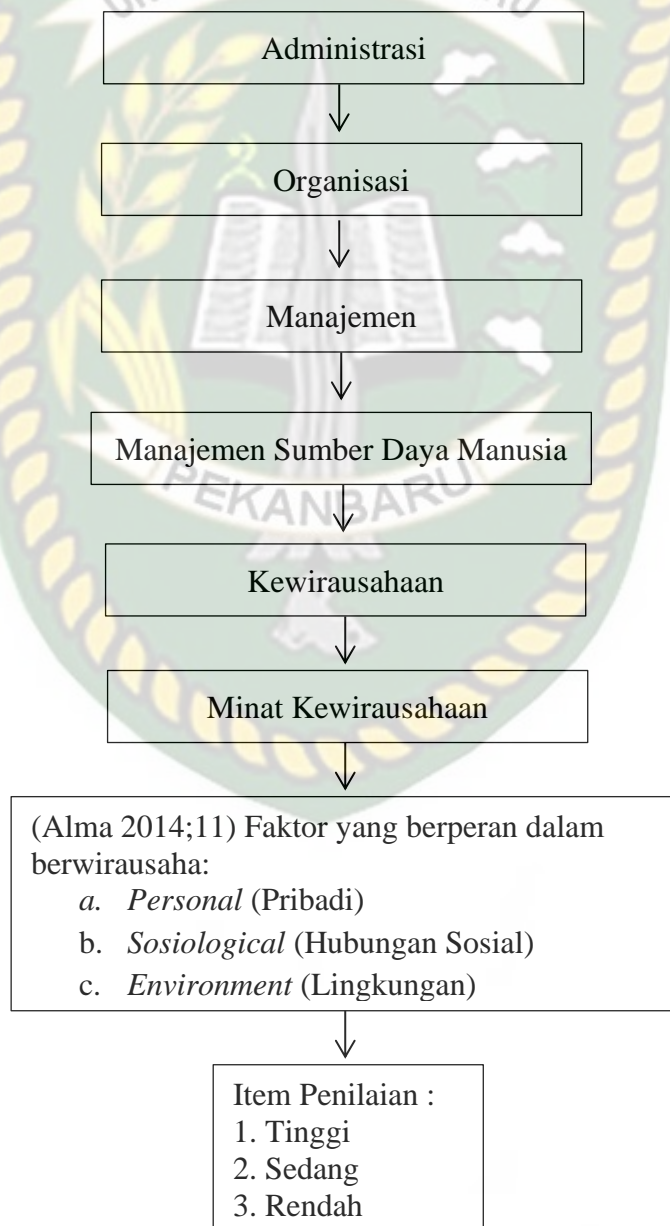 Administrasi
Organisasi
Manajemen
Manajemen Sumber Daya Manusia
PEKANBARU
Kewirausahaan
Minat Kewirausahaan
(Alma 2014;11) Faktor yang berperan dalam
berwirausaha:
a. Personal (Pribadi)
b. Sosiological (Hubungan Sosial)
c. Environment (Lingkungan)
Item Penilaian :
1. Tinggi
2. Sedang
3. Rendah